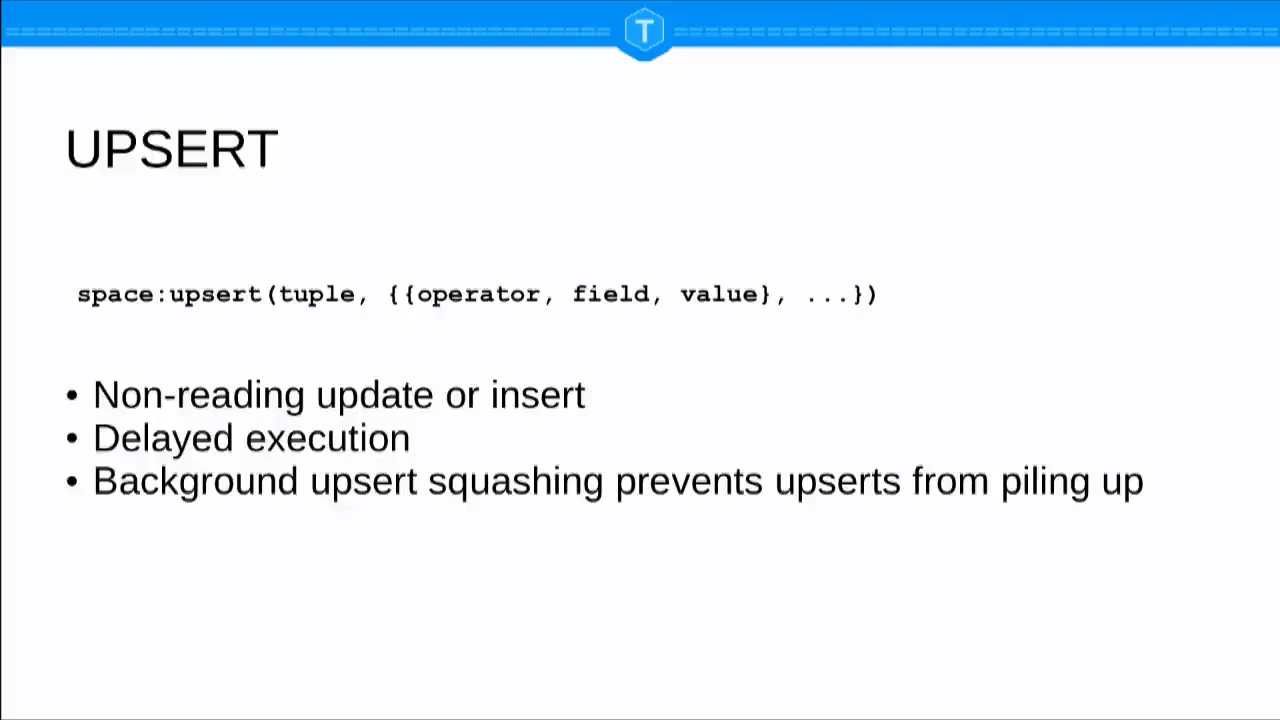 T
UPSERT
space:upsert(tuple, {{operator, field, value}, ...})
• Non-reading update or insert
• Delayed execution
• Background upsert squashing prevents upserts from piling up